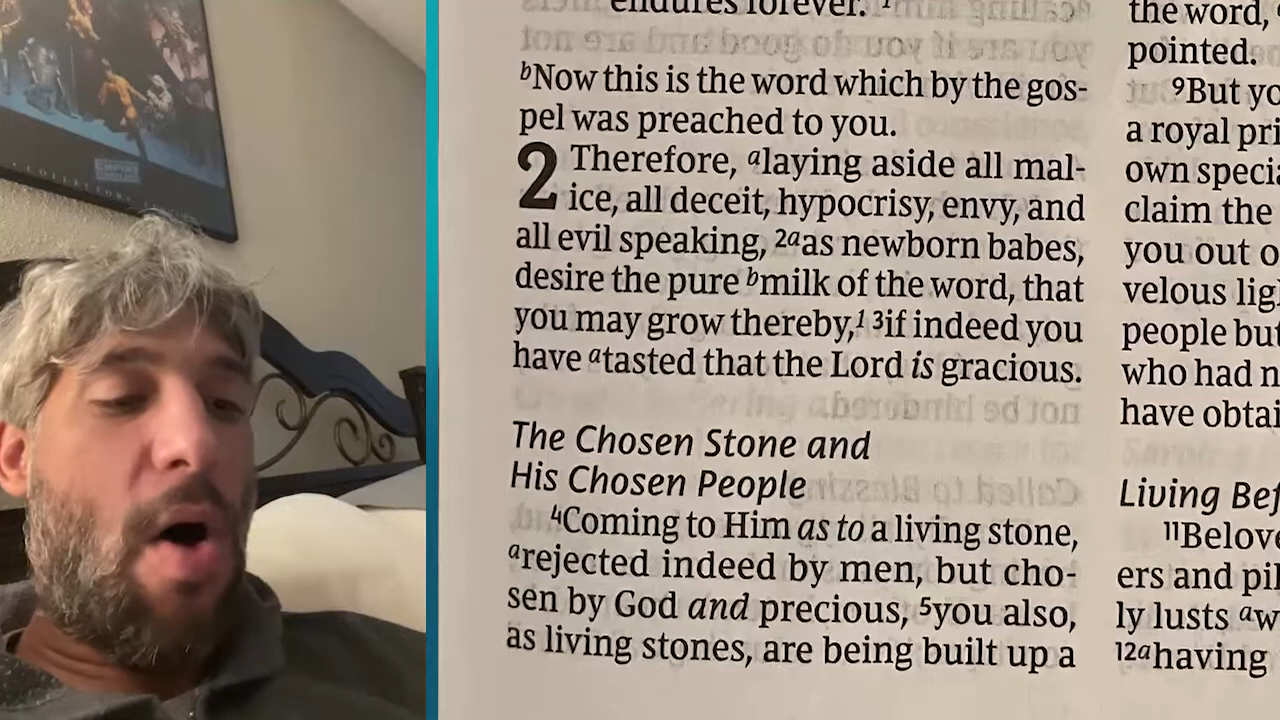 COLLECTION
endures forever.
bNow this is the word which by the gos-
pel was preached to you.
2 Therefore, alaying aside all mal-
ice, all deceit, hypocrisy, envy, and
all evil speaking, 2aas newborn babes,
desire the pure bmilk of the word, that
you may grow thereby,1 3if indeed you
have atasted that the Lord is gracious.
The Chosen Stone and
His Chosen People
4Coming to Him as to a living stone,
arejected indeed by men, but cho-
sen by God and precious, 5you also,
as living stones, are being built up a
the word,
pointed.
9But yo
a royal pri
own specia
claim the
you out o
velous lig
people but
who had n
have obtai
Living Bef
11Belove
ers and pil
ly lusts aw
12ahaving